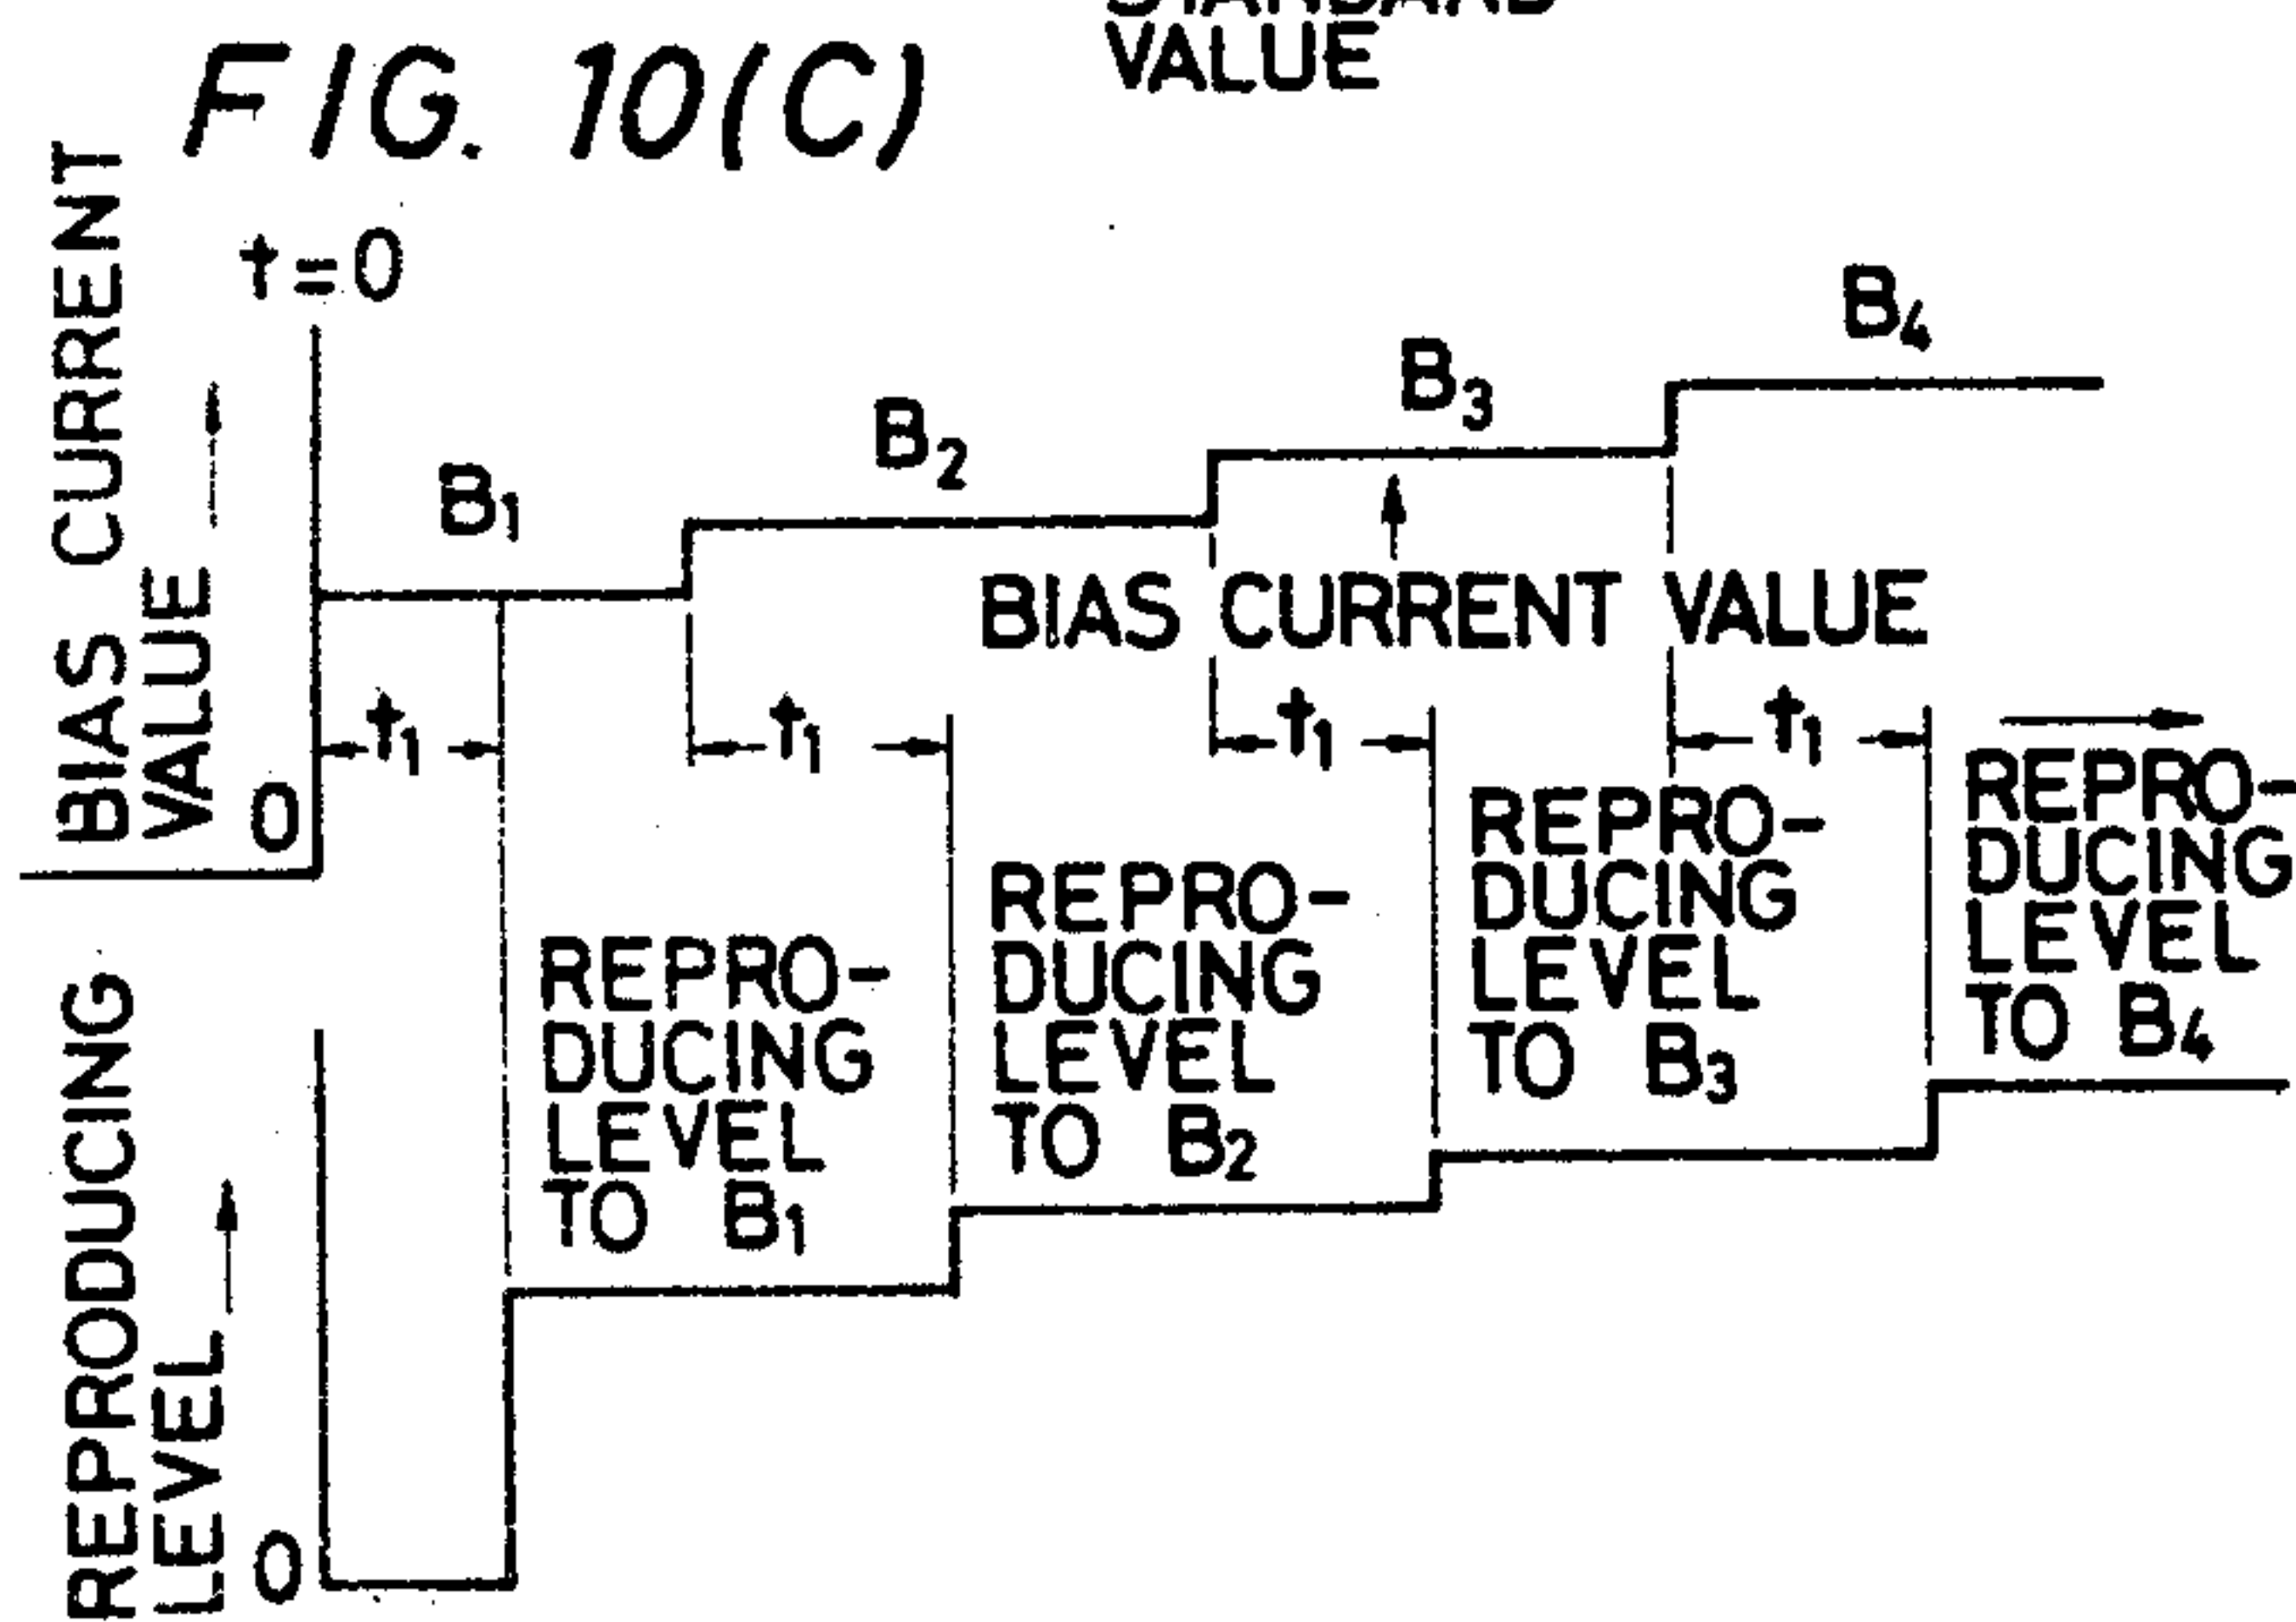 VALUE
FIG. 10(C)
BIAS CURRENT
VALUE
t=0
0
B1
B2
B3
B4
BIAS CURRENT VALUE
t1
t1
t1
t1
REPRODUCING
LEVEL
0
REPRO-
DUCING
LEVEL
TO B1
REPRO-
DUCING
LEVEL
TO B2
REPRO-
DUCING
LEVEL
TO B3
REPRO-
DUCING
LEVEL
TO B4